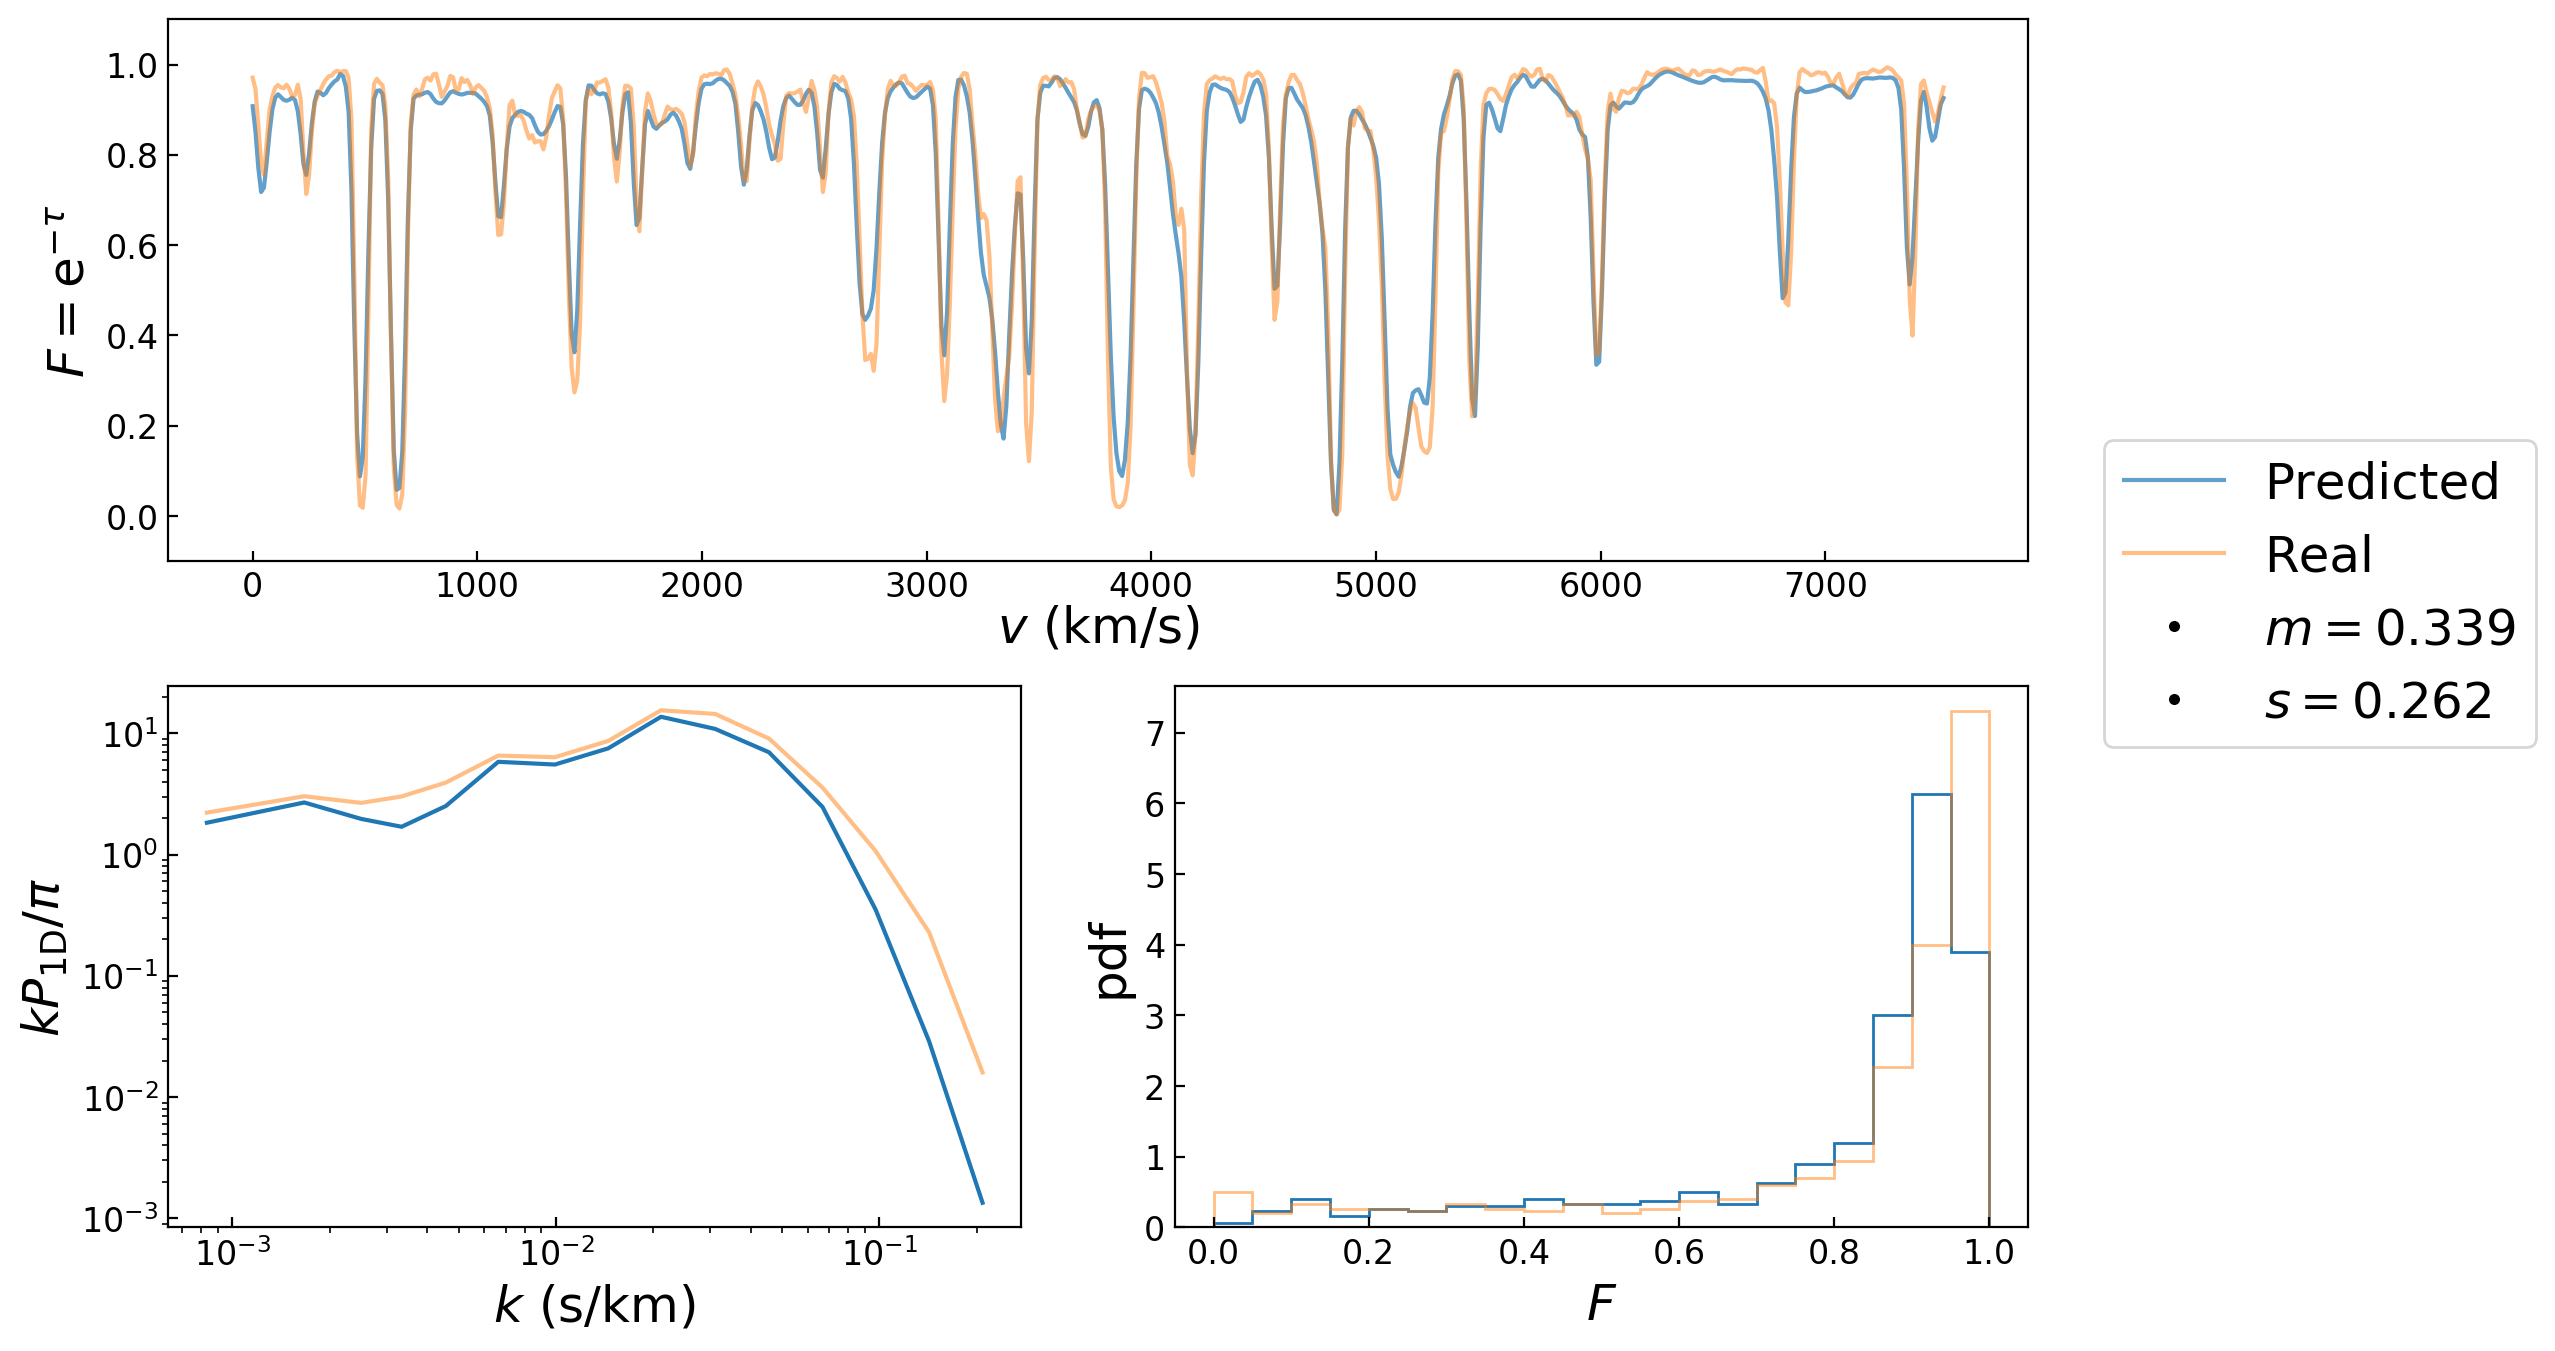 1.0
0.8
0.6
0.4
0.2
0.0
F = e^{-τ}
0 1000 2000 3000 4000 5000 6000 7000
v (km/s)
Predicted
Real
m = 0.339
s = 0.262
10^1
10^0
10^{-1}
10^{-2}
10^{-3}
kP_{1D}/π
10^{-3} 10^{-2} 10^{-1}
k (s/km)
7
6
5
4
3
2
1
0
pdf
0.0 0.2 0.4 0.6 0.8 1.0
F